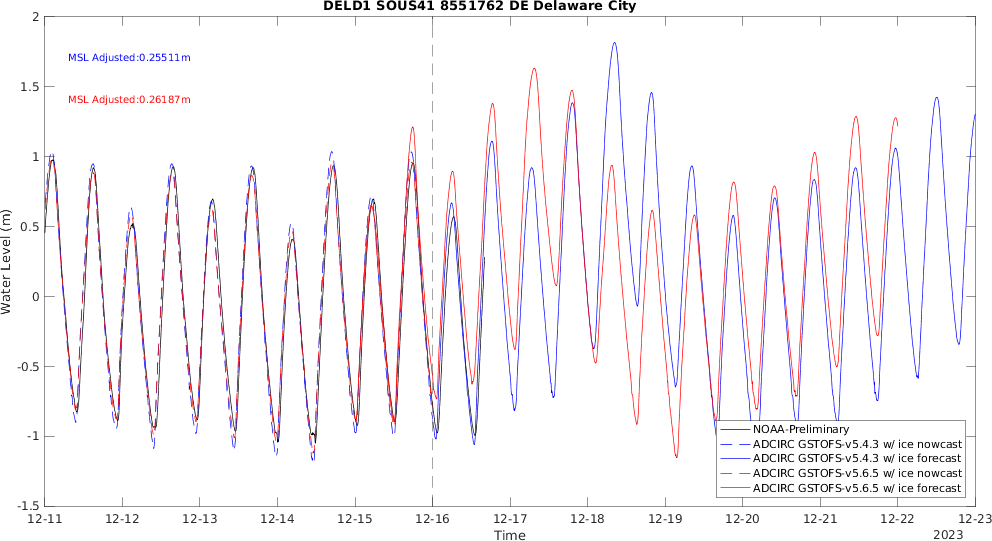 DELD1 SOUS41 8551762 DE Delaware City
MSL Adjusted:0.25511m
MSL Adjusted:0.26187m
Water Level (m)
2
1.5
1
0.5
0
-0.5
-1
-1.5
12-11
12-12
12-13
12-14
12-15
12-16
12-17
12-18
12-19
12-20
12-21
12-22
12-23
Time
2023
NOAA-Preliminary
ADCIRC GSTOFS-v5.4.3 w/ ice nowcast
ADCIRC GSTOFS-v5.4.3 w/ ice forecast
ADCIRC GSTOFS-v5.6.5 w/ ice nowcast
ADCIRC GSTOFS-v5.6.5 w/ ice forecast